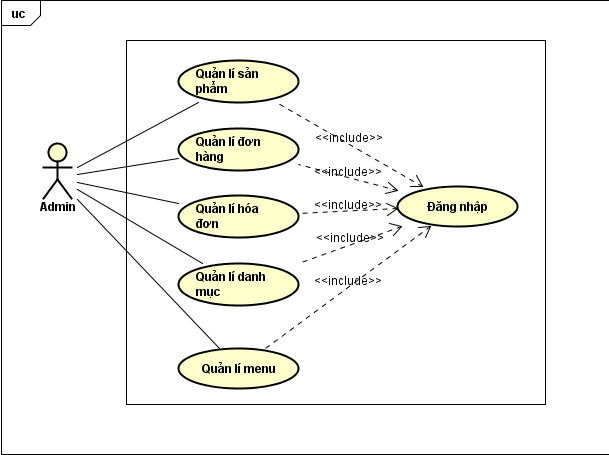 uc
Quản lí sản
phẩm
<<include>>
Quản lí đơn
hàng
<<include>>
Admin
Quản lí hóa
đơn
<<include>>
Đăng nhập
<<include>>
Quản lí danh
mục
<<include>>
Quản lí menu